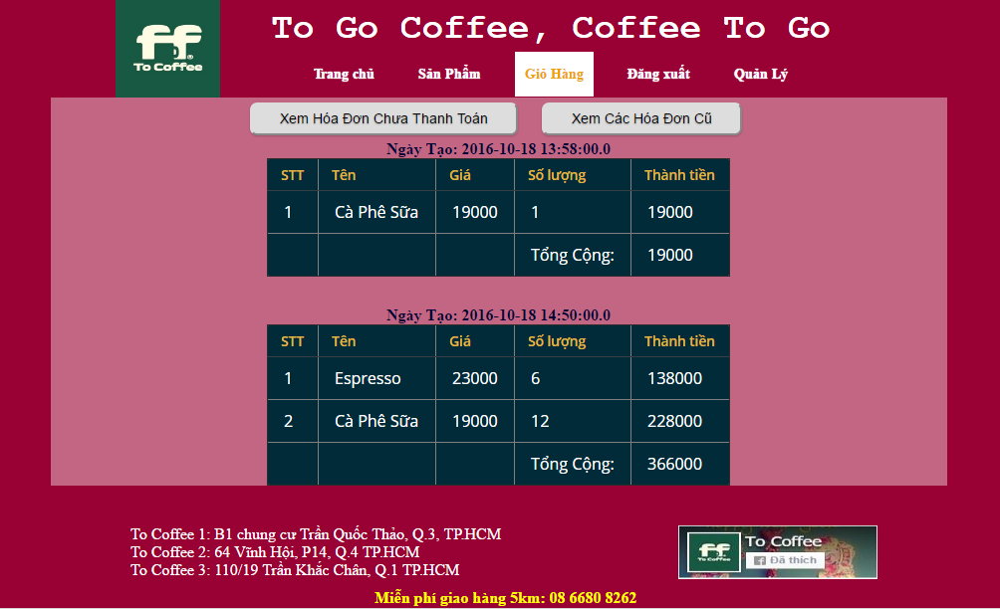 To Go Coffee, Coffee To Go
ff
®
To Coffee
Trang chủ Sản Phẩm Giỏ Hàng Đăng xuất Quản Lý
Xem Hóa Đơn Chưa Thanh Toán Xem Các Hóa Đơn Cũ
Ngày Tạo: 2016-10-18 13:58:00.0
STT Tên Giá Số lượng Thành tiền
1 Cà Phê Sữa 19000 1 19000
Tổng Cộng: 19000
Ngày Tạo: 2016-10-18 14:50:00.0
STT Tên Giá Số lượng Thành tiền
1 Espresso 23000 6 138000
2 Cà Phê Sữa 19000 12 228000
Tổng Cộng: 366000
To Coffee 1: B1 chung cư Trần Quốc Thảo, Q.3, TP.HCM
To Coffee 2: 64 Vĩnh Hội, P14, Q.4 TP.HCM
To Coffee 3: 110/19 Trần Khắc Chân, Q.1 TP.HCM
ff
To Coffee
To Coffee
Đã thích
Miễn phí giao hàng 5km: 08 6680 8262